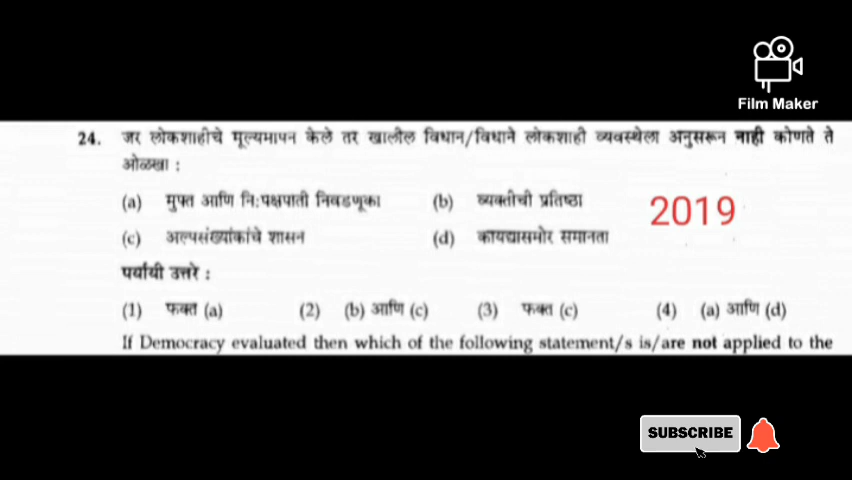 Film Maker
24. जर लोकशाहीचे मूल्यमापन केले तर खालील विधान/विधाने लोकशाही व्यवस्थेला अनुसरून नाही कोणते ते
ओळखा :
(a) मुफ्त आणि नि:पक्षपाती निवडणूका (b) व्यक्तीची प्रतिष्ठा
2019
(c) अल्पसंख्यांकांचे शासन (d) कायद्यासमोर समानता
पर्यायी उत्तरे :
(1) फक्त (a) (2) (b) आणि (c) (3) फक्त (c) (4) (a) आणि (d)
If Democracy evaluated then which of the following statement/s is/are not applied to the
SUBSCRIBE